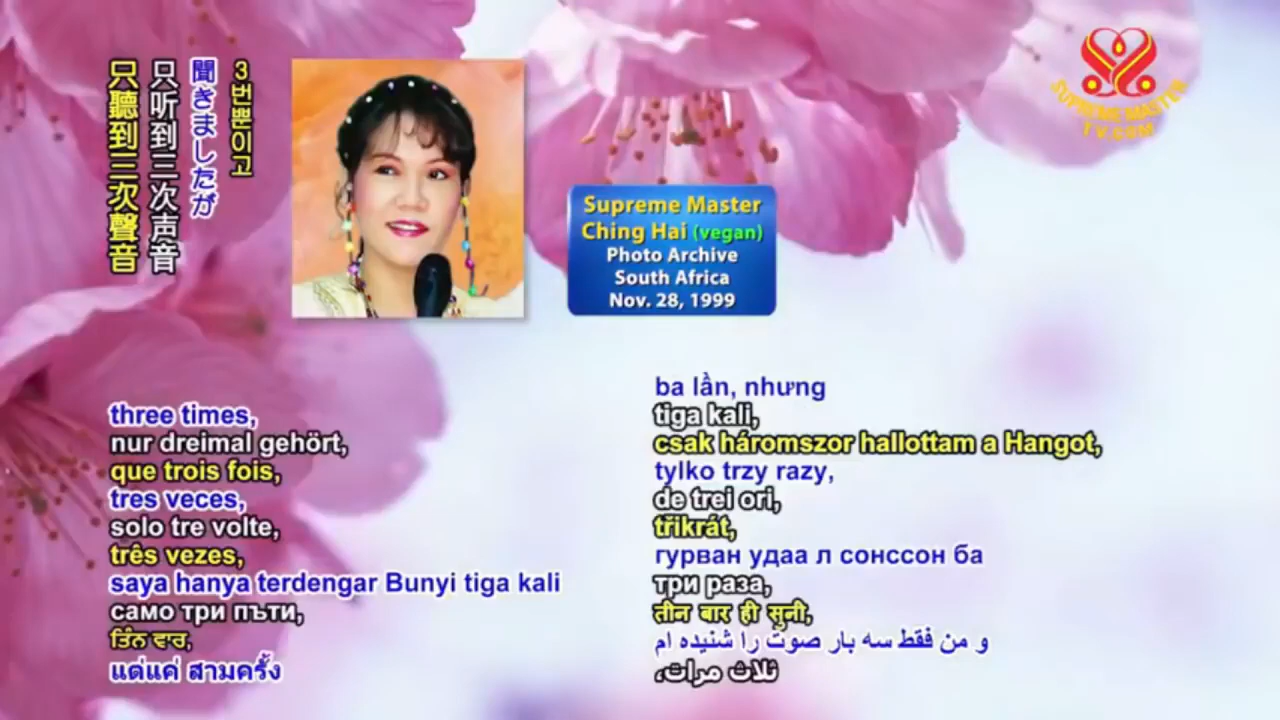 3번뿐이고
聞きましたが
只听到三次声音
只聽到三次聲音
Supreme Master
Ching Hai (vegan)
Photo Archive
South Africa
Nov. 28, 1999
SUPREME MASTER
TV.COM
three times,
nur dreimal gehört,
que trois fois,
tres veces,
solo tre volte,
três vezes,
saya hanya terdengar Bunyi tiga kali
само три пъти,
ਤਿੰਨ ਵਾਰ,
แต่แค่ สามครั้ง
ba lần, nhưng
tiga kali,
csak háromszor hallottam a Hangot,
tylko trzy razy,
de trei ori,
třikrát,
гурван удаа л сонссон ба
три раза,
तीन बार ही सुनी,
و من فقط سه بار صوت را شنیده ام
ثلاث مرات،